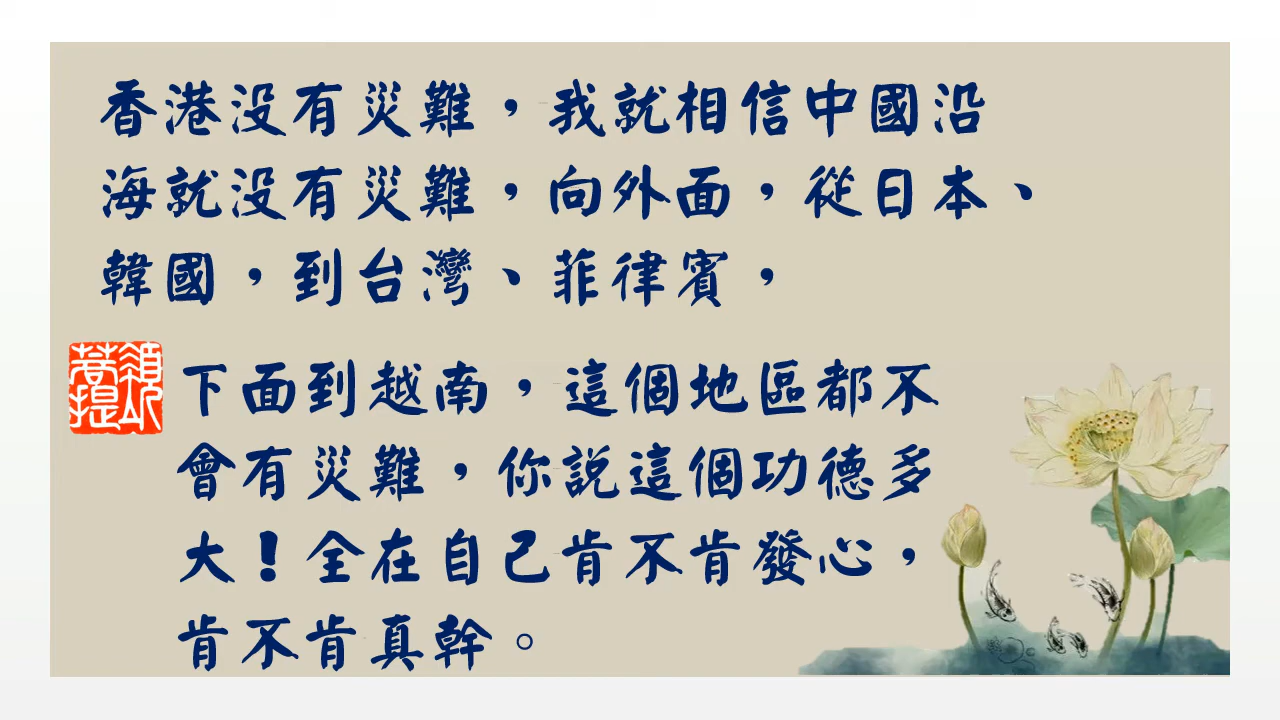 香港没有災難，我就相信中國沿
海就没有災難，向外面，從日本、
韓國，到台灣、菲律賓，
下面到越南，這個地區都不
會有災難，你説這個功德多
大！全在自己肯不肯發心，
肯不肯真幹。